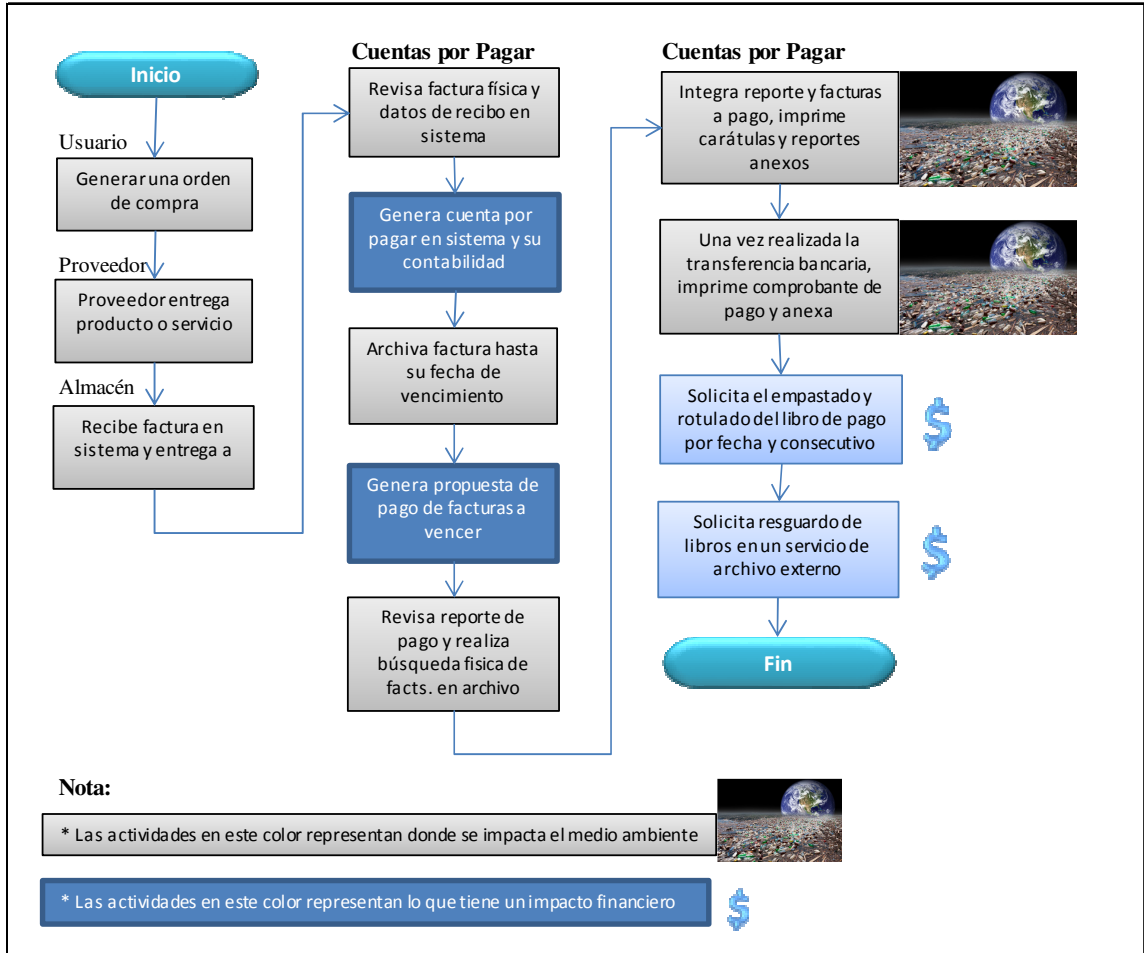 Inicio
Usuario
Generar una orden
de compra
Proveedor
Proveedor entrega
producto o servicio
Almacén
Recibe factura en
sistema y entrega a
Cuentas por Pagar
Revisa factura física y
datos de recibo en
sistema
Genera cuenta por
pagar en sistema y su
contabilidad
Archiva factura hasta
su fecha de
vencimiento
Genera propuesta de
pago de facturas a
vencer
Revisa reporte de
pago y realiza
búsqueda fisica de
facts. en archivo
Cuentas por Pagar
Integra reporte y facturas
a pago, imprime
carátulas y reportes
anexos
Una vez realizada la
transferencia bancaria,
imprime comprobante de
pago y anexa
Solicita el empastado y
rotulado del libro de pago
por fecha y consecutivo
$
Solicita resguardo de
libros en un servicio de
archivo externo
$
Fin
Nota:
* Las actividades en este color representan donde se impacta el medio ambiente
* Las actividades en este color representan lo que tiene un impacto financiero
$